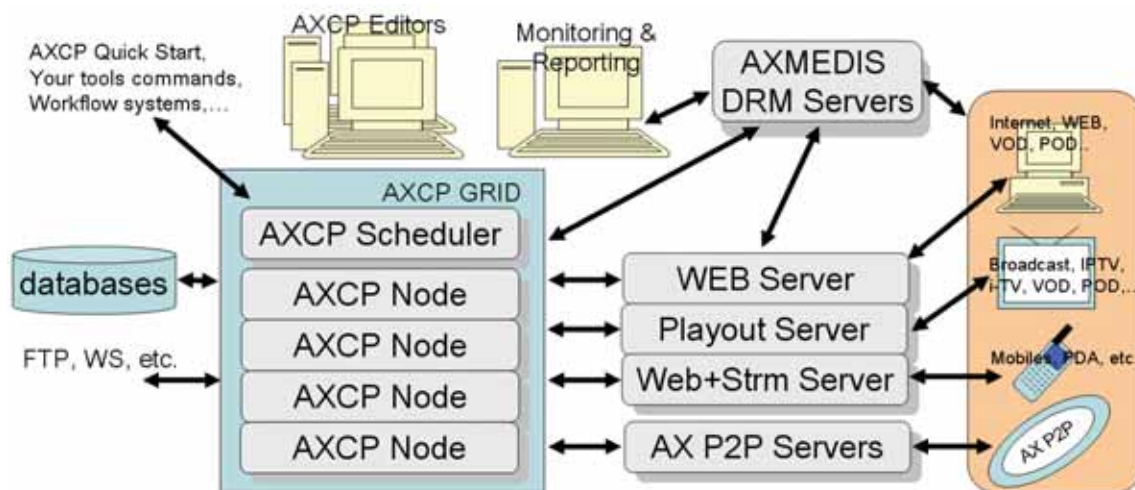 AXCP Quick Start,
Your tools commands,
Workflow systems,...
AXCP Editors
Monitoring &
Reporting
AXMEDIS
DRM Servers
AXCP GRID
AXCP Scheduler
AXCP Node
AXCP Node
AXCP Node
AXCP Node
databases
FTP, WS, etc.
WEB Server
Playout Server
Web+Strm Server
AX P2P Servers
Internet, WEB,
VOD, POD..
Broadcast, IPTV,
i-TV, VOD, POD,..
Mobiles, PDA, etc
AX P2P